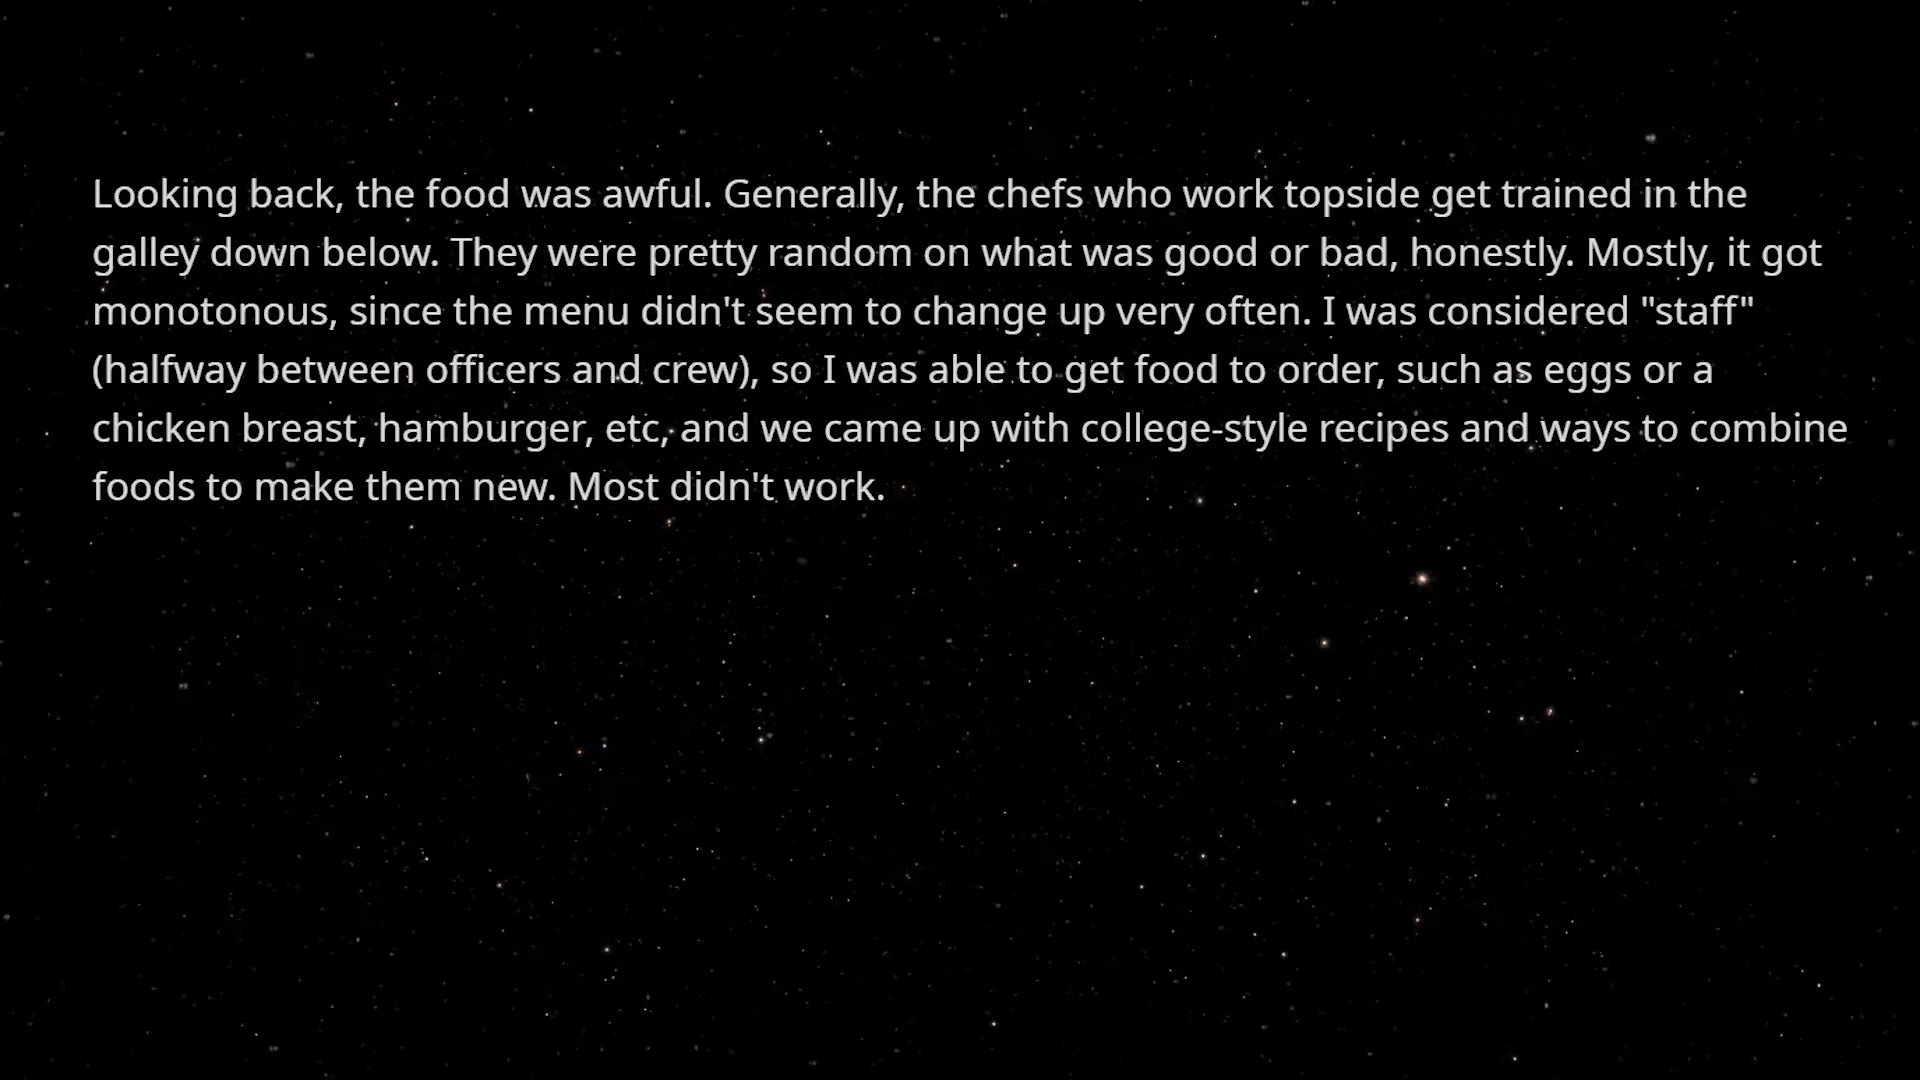 Looking back, the food was awful. Generally, the chefs who work topside get trained in the
galley down below. They were pretty random on what was good or bad, honestly. Mostly, it got
monotonous, since the menu didn't seem to change up very often. I was considered "staff"
(halfway between officers and crew), so I was able to get food to order, such as eggs or a
chicken breast, hamburger, etc, and we came up with college-style recipes and ways to combine
foods to make them new. Most didn't work.